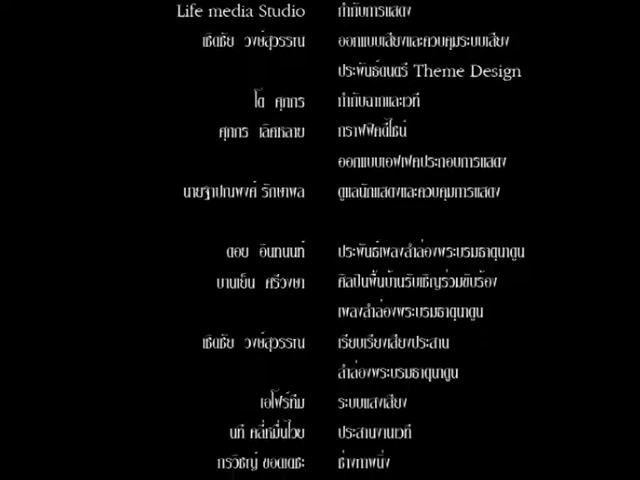 Life media Studio กำกับการแสดง
เชิดชัย วงษ์สุวรรณ ออกแบบเสียงและควบคุมระบบเสียง
ประพันธ์ดนตรี Theme Design
โต ศุภกร กำกับฉากและเวที
ศุภกร เลิศหลาย กราฟฟิคดีไซน์
ออกแบบเอฟเฟคประกอบการแสดง
นายฐาปณพงศ์ รักษาพล ดูแลนักแสดงและควบคุมการแสดง
ดอย อินทนนท์ ประพันธ์เพลงลำล่องพระบรมธาตุนาดูน
บานเย็น ศรีวงษา ศิลปินพื้นบ้านรับเชิญร่วมขับร้อง
เพลงลำล่องพระบรมธาตุนาดูน
เชิดชัย วงษ์สุวรรณ เรียบเรียงเสียงประสาน
ลำล่องพระบรมธาตุนาดูน
เอโฟร์ทีม ระบบแสงเสียง
นที คลี่หมื่นไวย ประสานงานเวที
กรวิชญ์ ยอดเดชะ ช่างภาพนิ่ง